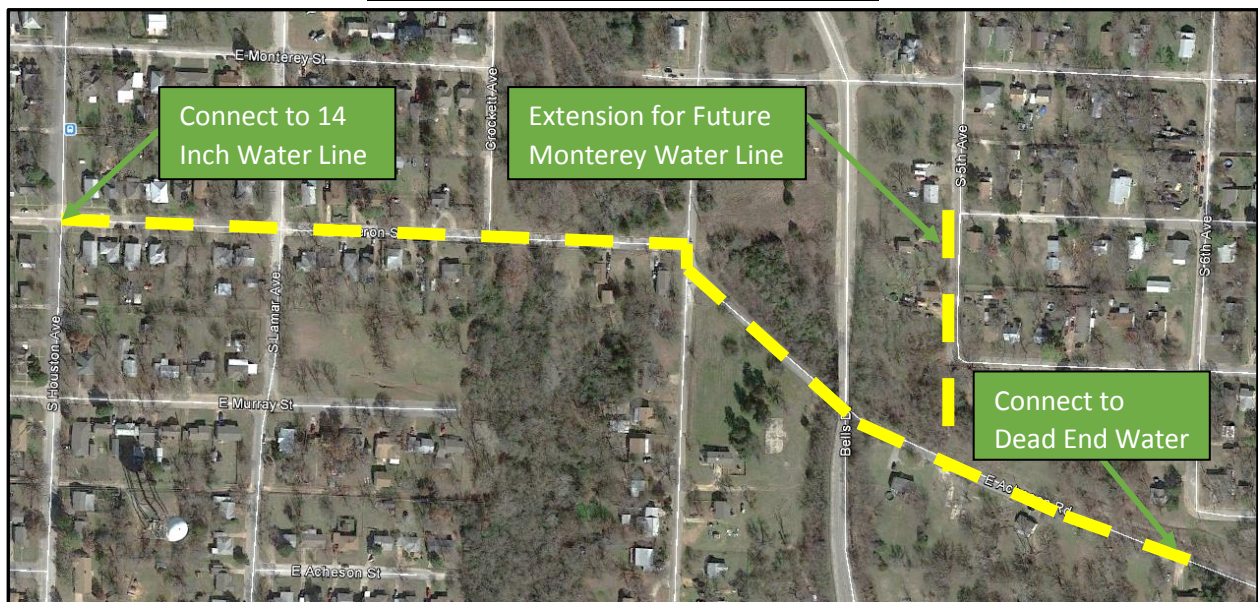 E Monterey St
Crockett Ave
Connect to 14
Inch Water Line
Extension for Future
Monterey Water Line
S 5th Ave
S 6th Ave
S Houston Ave
S Lamar Ave
E Murray St
Connect to
Dead End Water
E Acheson St